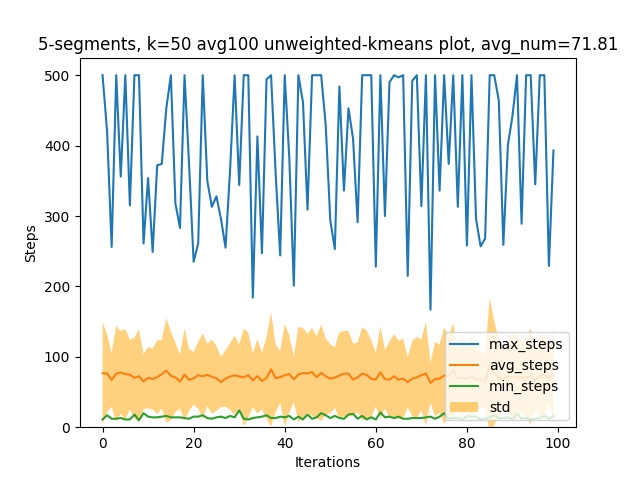 5-segments, k=50 avg100 unweighted-kmeans plot, avg_num=71.81
500
400
300
200
100
0
Steps
max_steps
avg_steps
min_steps
std
0 20 40 60 80 100
Iterations